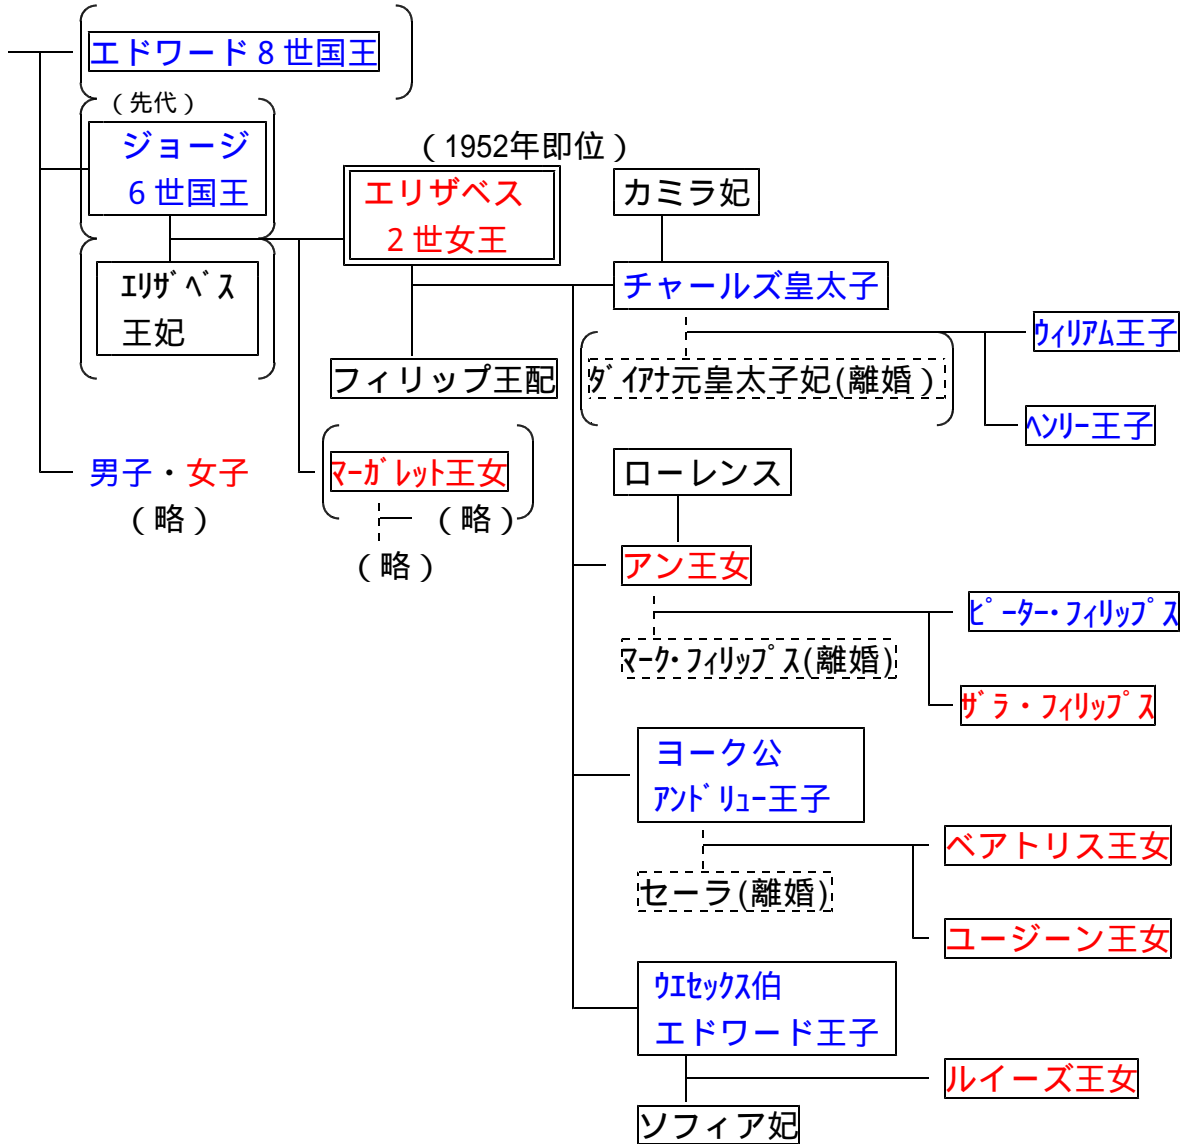 エドワード8世国王
（先代）
ジョージ
6世国王
（1952年即位）
エリザベス
2世女王
カミラ妃
エリザベス
王妃
チャールズ皇太子
ウィリアム王子
フィリップ王配
ダイアナ元皇太子妃(離婚）
ヘンリー王子
男子・女子
（略）
マーガレット王女
（略）
（略）
ローレンス
アン王女
ピーター・フィリップス
マーク・フィリップス(離婚)
ザラ・フィリップス
ヨーク公
アンドリュー王子
ベアトリス王女
セーラ(離婚)
ユージーン王女
ウエセックス伯
エドワード王子
ルイーズ王女
ソフィア妃